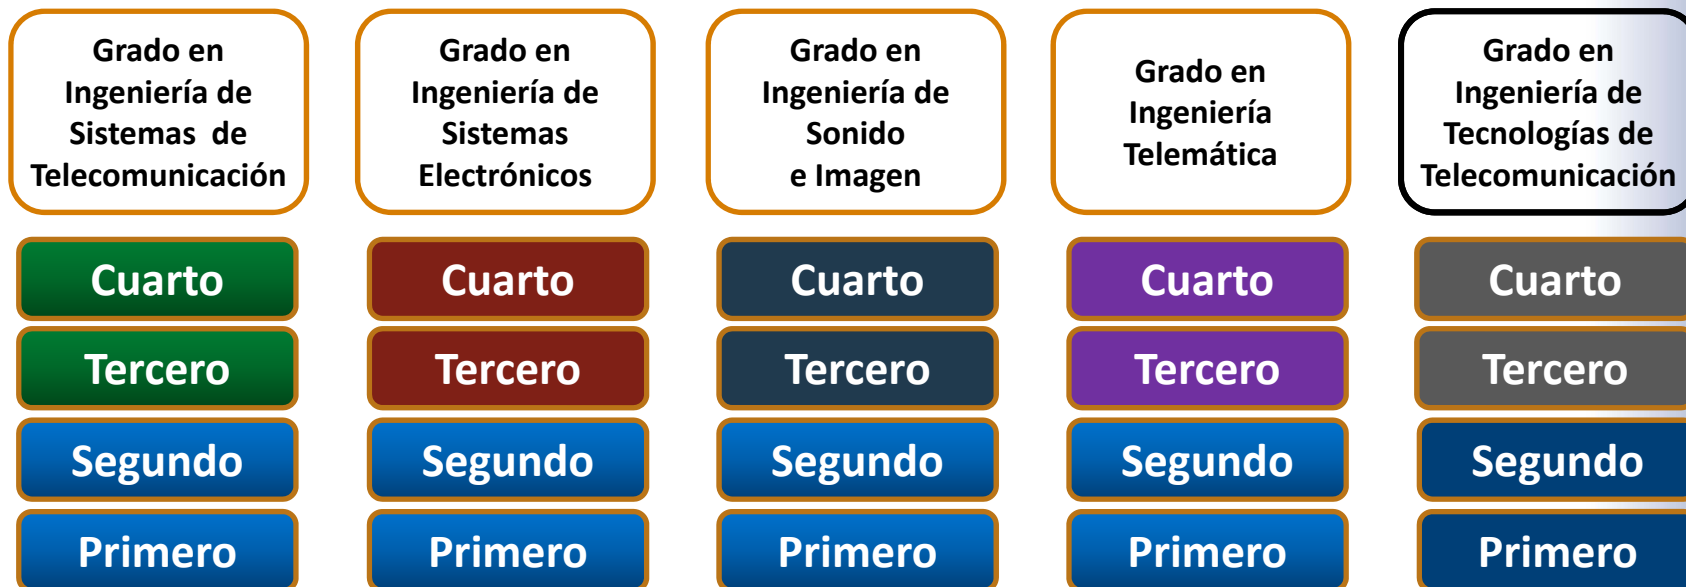 Grado en
Ingeniería de
Sistemas de
Telecomunicación
Grado en
Ingeniería de
Sistemas
Electrónicos
Grado en
Ingeniería de
Sonido
e Imagen
Grado en
Ingeniería
Telemática
Grado en
Ingeniería de
Tecnologías de
Telecomunicación
Cuarto
Cuarto
Cuarto
Cuarto
Cuarto
Tercero
Tercero
Tercero
Tercero
Tercero
Segundo
Segundo
Segundo
Segundo
Segundo
Primero
Primero
Primero
Primero
Primero